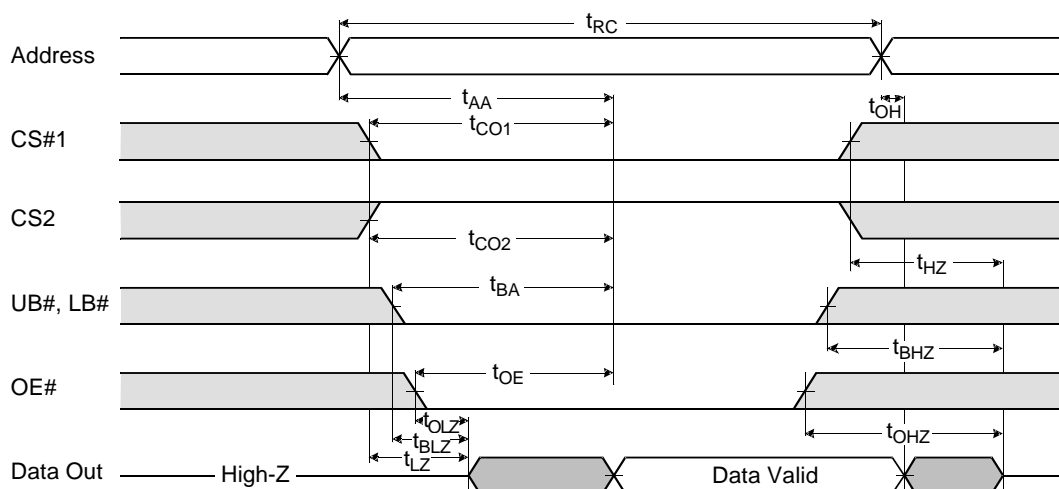 tRC
Address
tAA
tOH
CS#1
tCO1
CS2
tCO2
tHZ
UB#, LB#
tBA
tBHZ
OE#
tOE
tOLZ
tOHZ
tBLZ
tLZ
Data Out
High-Z
Data Valid